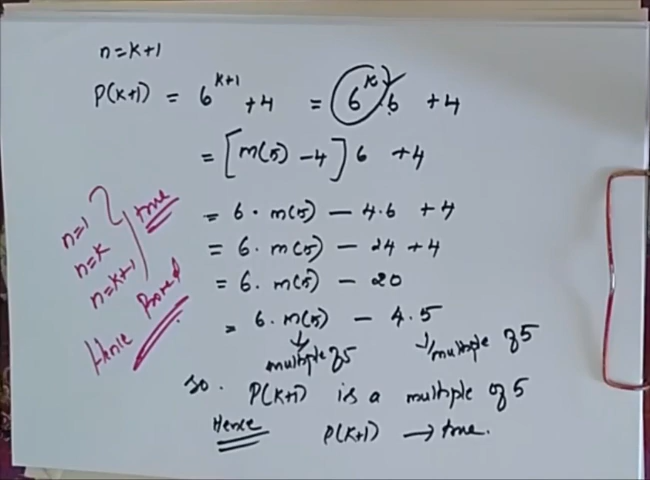 n=k+1
P(k+1) = 6^{k+1} +4 = 6^k.6 +4
= [m(5) -4] 6 +4
= 6. m(5) - 4.6 +4
= 6. m(5) - 24 +4
= 6. m(5) - 20
= 6. m(5) - 4.5
multiple of 5
multiple of 5
so. P(k+1) is a multiple of 5
Hence P(k+1) → true.
n=1
n=k
n=k+1
true
Hence Proved